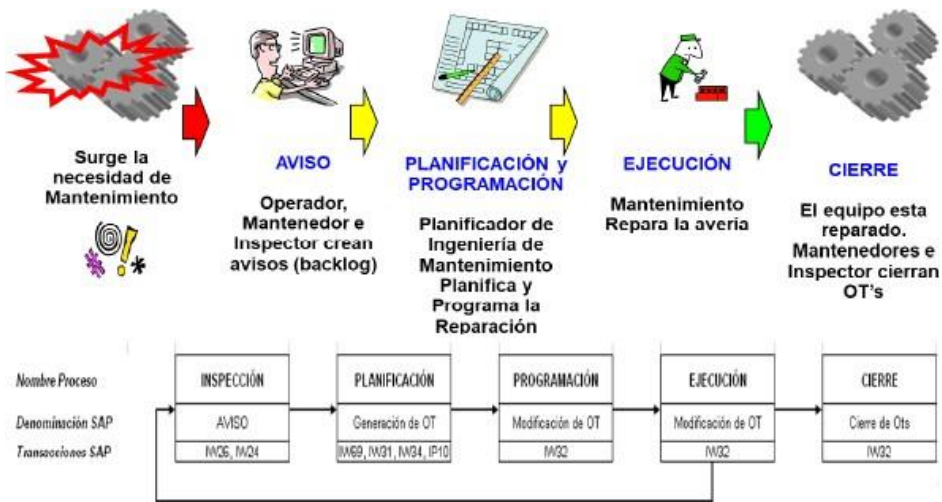 Surge la
necesidad de
Mantenimiento
AVISO
Operador,
Mantenedor e
Inspector crean
avisos (backlog)
PLANIFICACIÓN y
PROGRAMACIÓN
Planificador de
Ingeniería de
Mantenimiento
Planifica y
Programa la
Reparación
EJECUCIÓN
Mantenimiento
Repara la avería
CIERRE
El equipo esta
reparado.
Mantenedores e
Inspector cierran
OT's
Nombre Proceso INSPECCIÓN PLANIFICACIÓN PROGRAMACIÓN EJECUCIÓN CIERRE
Denominación SAP AVISO Generación de OT Modificación de OT Modificación de OT Cierre de Ots
Transacciones SAP IW26, IW24 IW69, IW31, IW34, IP10 IW32 IW32 IW32